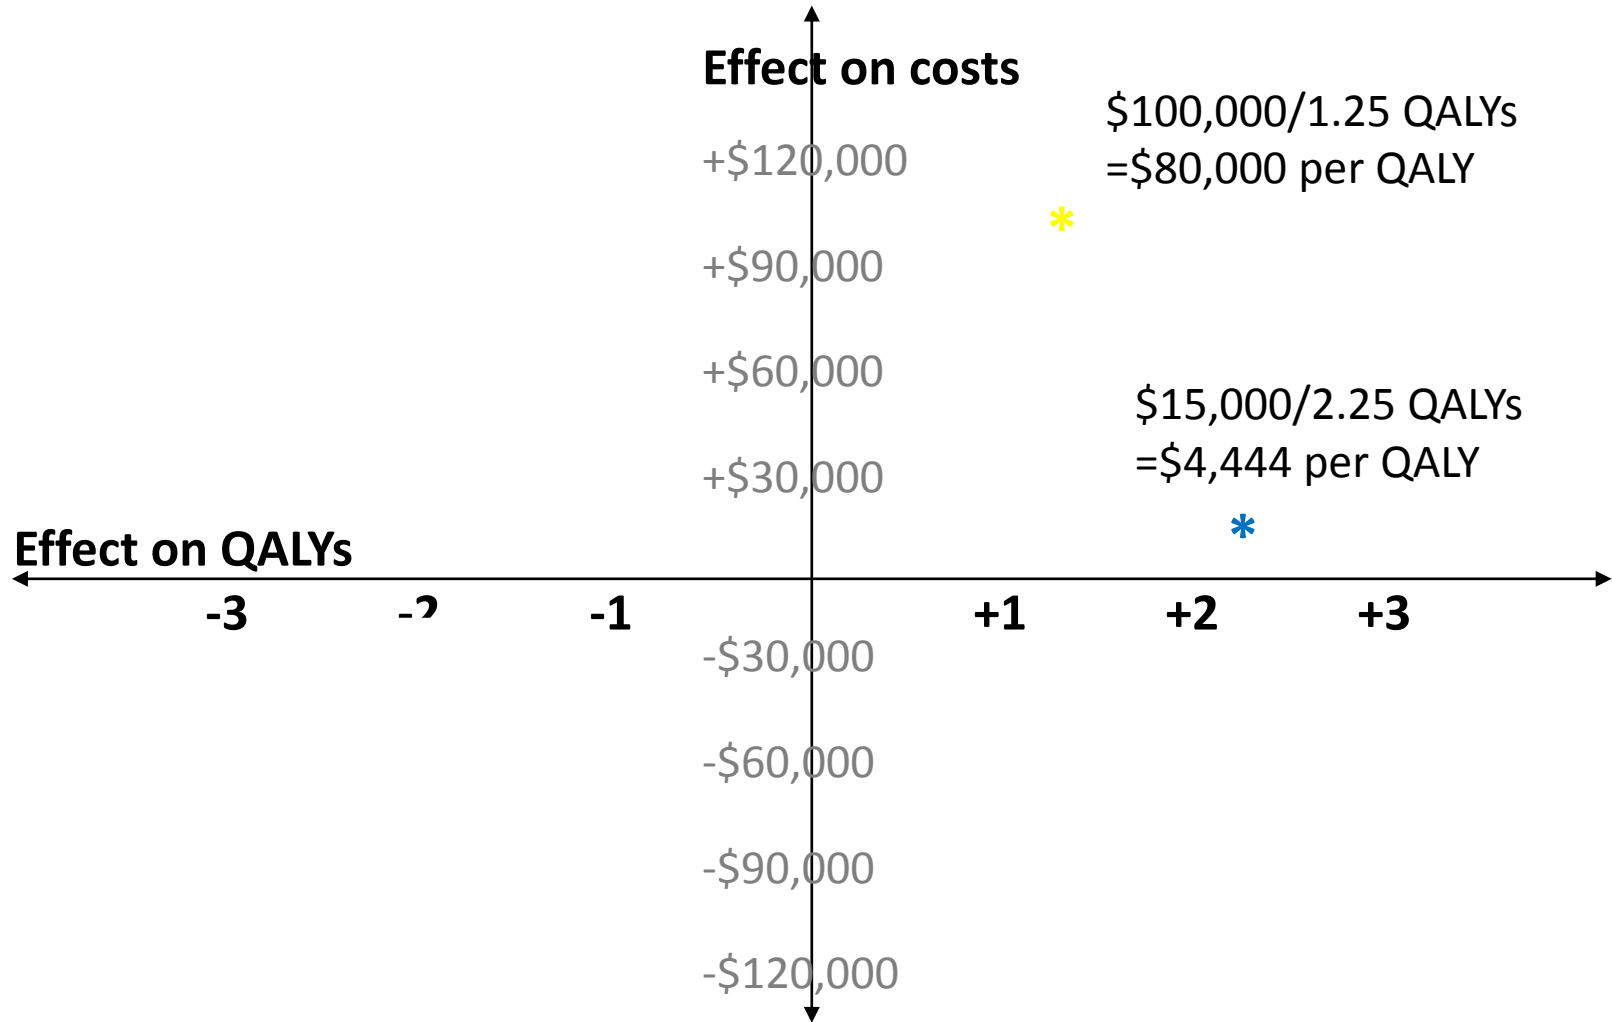 Effect on costs
$100,000/1.25 QALYs
=$80,000 per QALY
+$120,000
*
+$90,000
+$60,000
$15,000/2.25 QALYs
=$4,444 per QALY
+$30,000
*
Effect on QALYs
-3 -2 -1 +1 +2 +3
-$30,000
-$60,000
-$90,000
-$120,000